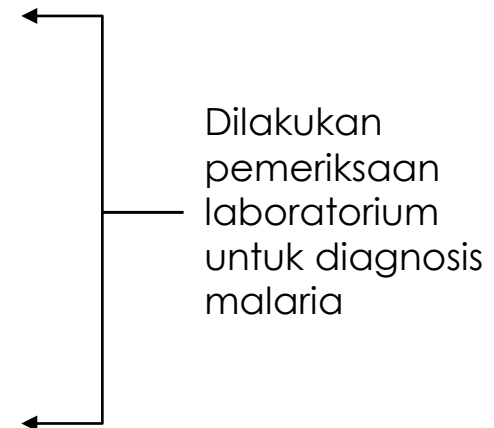 Dilakukan
pemeriksaan
laboratorium
untuk diagnosis
malaria